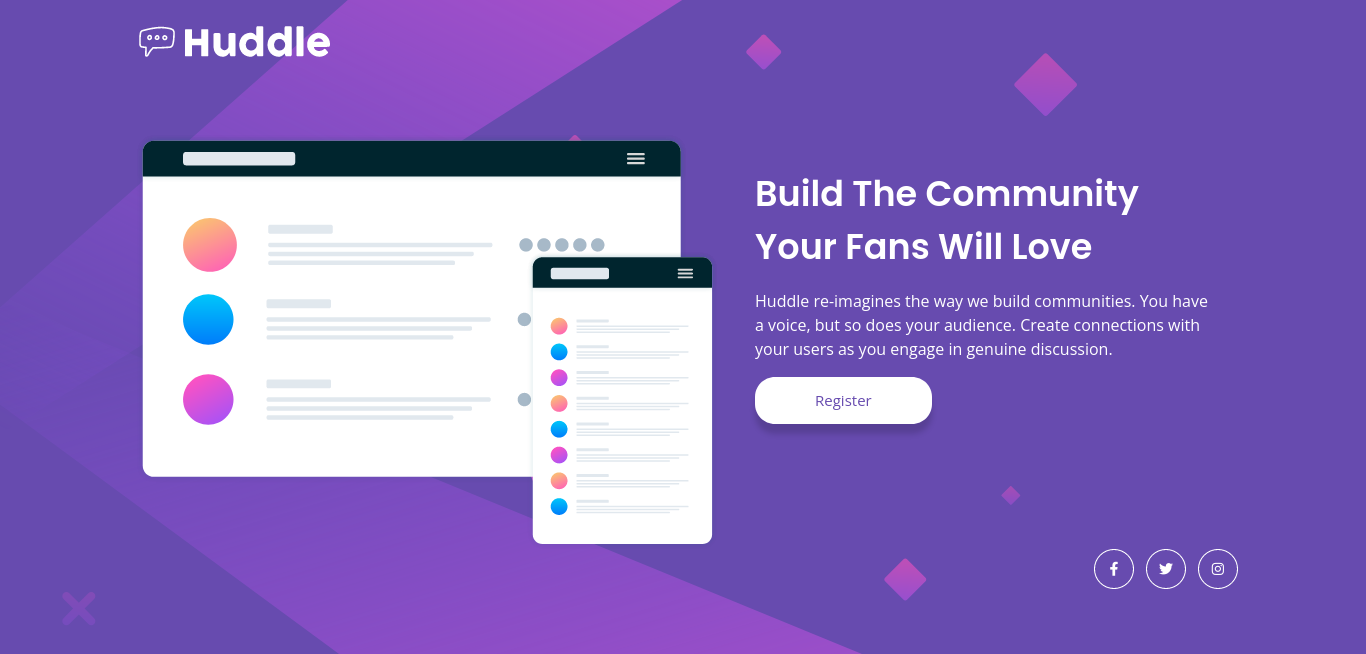 Huddle
Build The Community
Your Fans Will Love
Huddle re-imagines the way we build communities. You have
a voice, but so does your audience. Create connections with
your users as you engage in genuine discussion.
Register